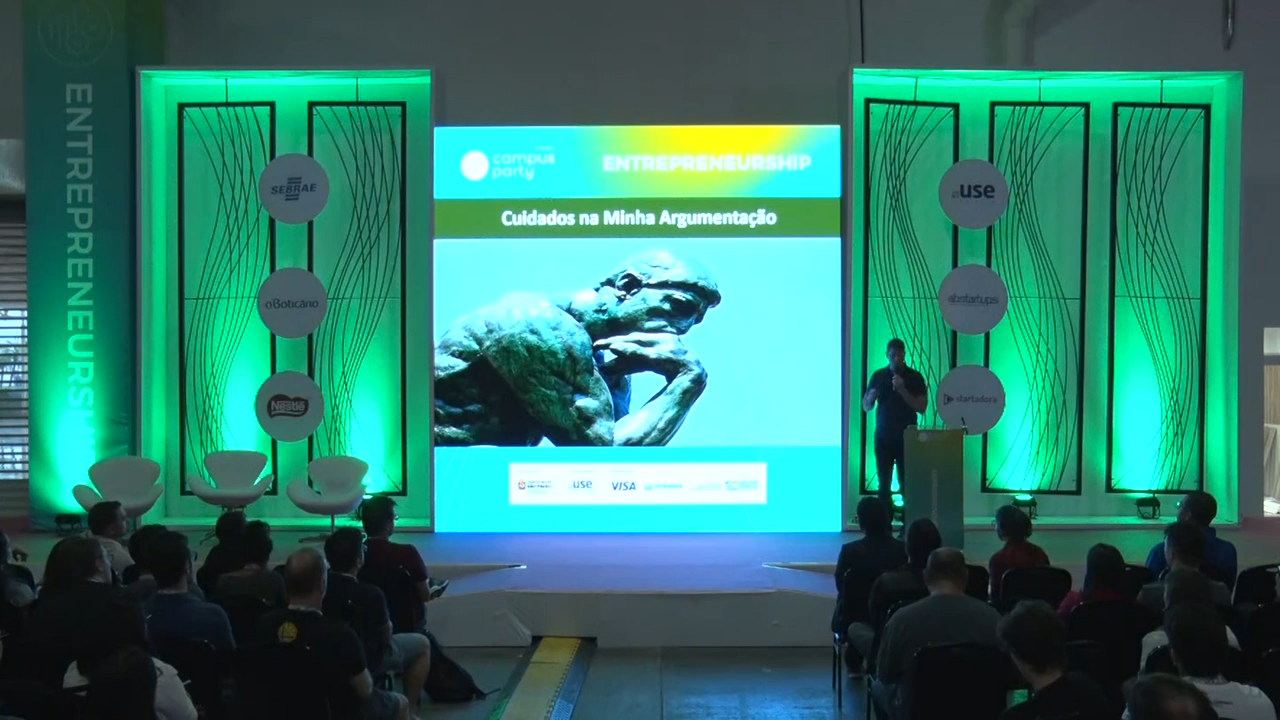 ENTREPRENEURS
campus
party
ENTREPRENEURSHIP
Cuidados na Minha Argumentação
SEBRAE
oBoticário
Nestlé
use
abstartups
startadora
use
VISA